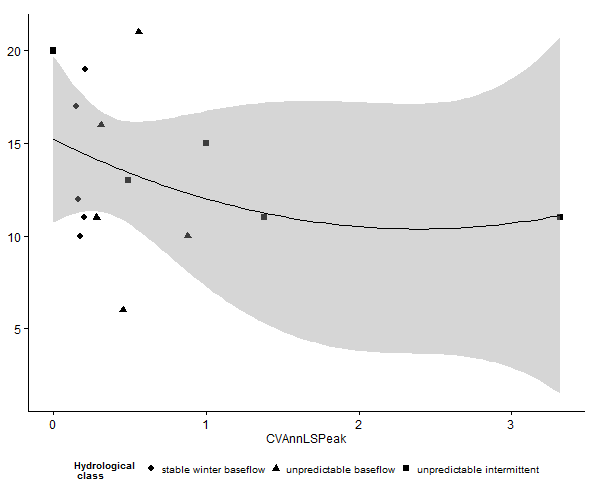 20
15
10
5
0 1 2 3
CVAnnLSPeak
Hydrological class
stable winter baseflow unpredictable baseflow unpredictable intermittent